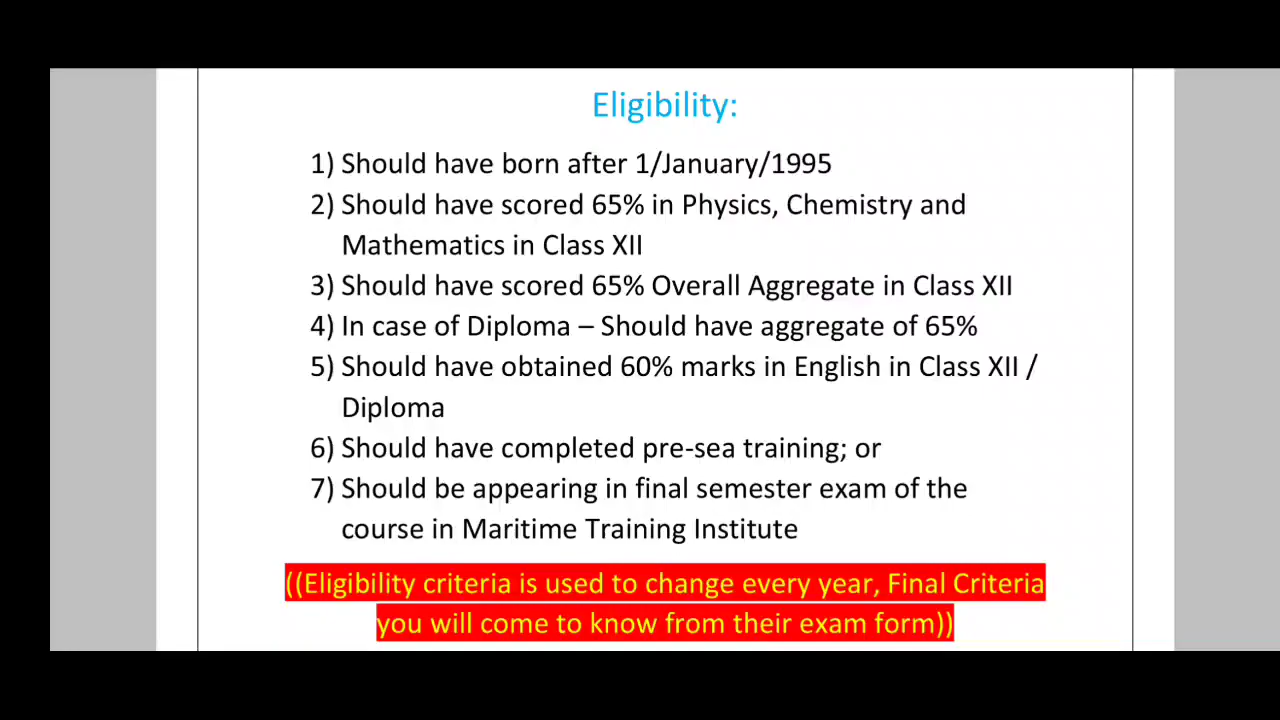 Eligibility:
1) Should have born after 1/January/1995
2) Should have scored 65% in Physics, Chemistry and
Mathematics in Class XII
3) Should have scored 65% Overall Aggregate in Class XII
4) In case of Diploma – Should have aggregate of 65%
5) Should have obtained 60% marks in English in Class XII /
Diploma
6) Should have completed pre-sea training; or
7) Should be appearing in final semester exam of the
course in Maritime Training Institute
((Eligibility criteria is used to change every year, Final Criteria
you will come to know from their exam form))